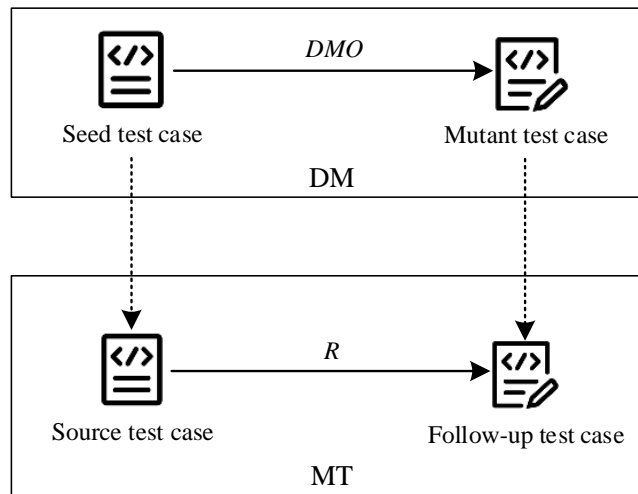 DMO
Seed test case
Mutant test case
DM
R
Source test case
Follow-up test case
MT